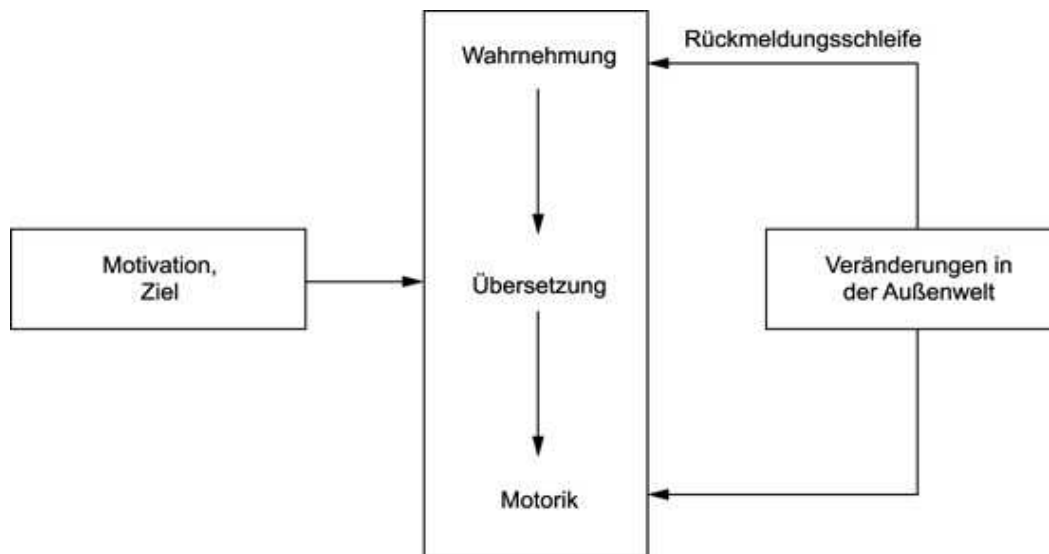 Wahrnehmung
Rückmeldungsschleife
Motivation,
Ziel
Übersetzung
Veränderungen in
der Außenwelt
Motorik